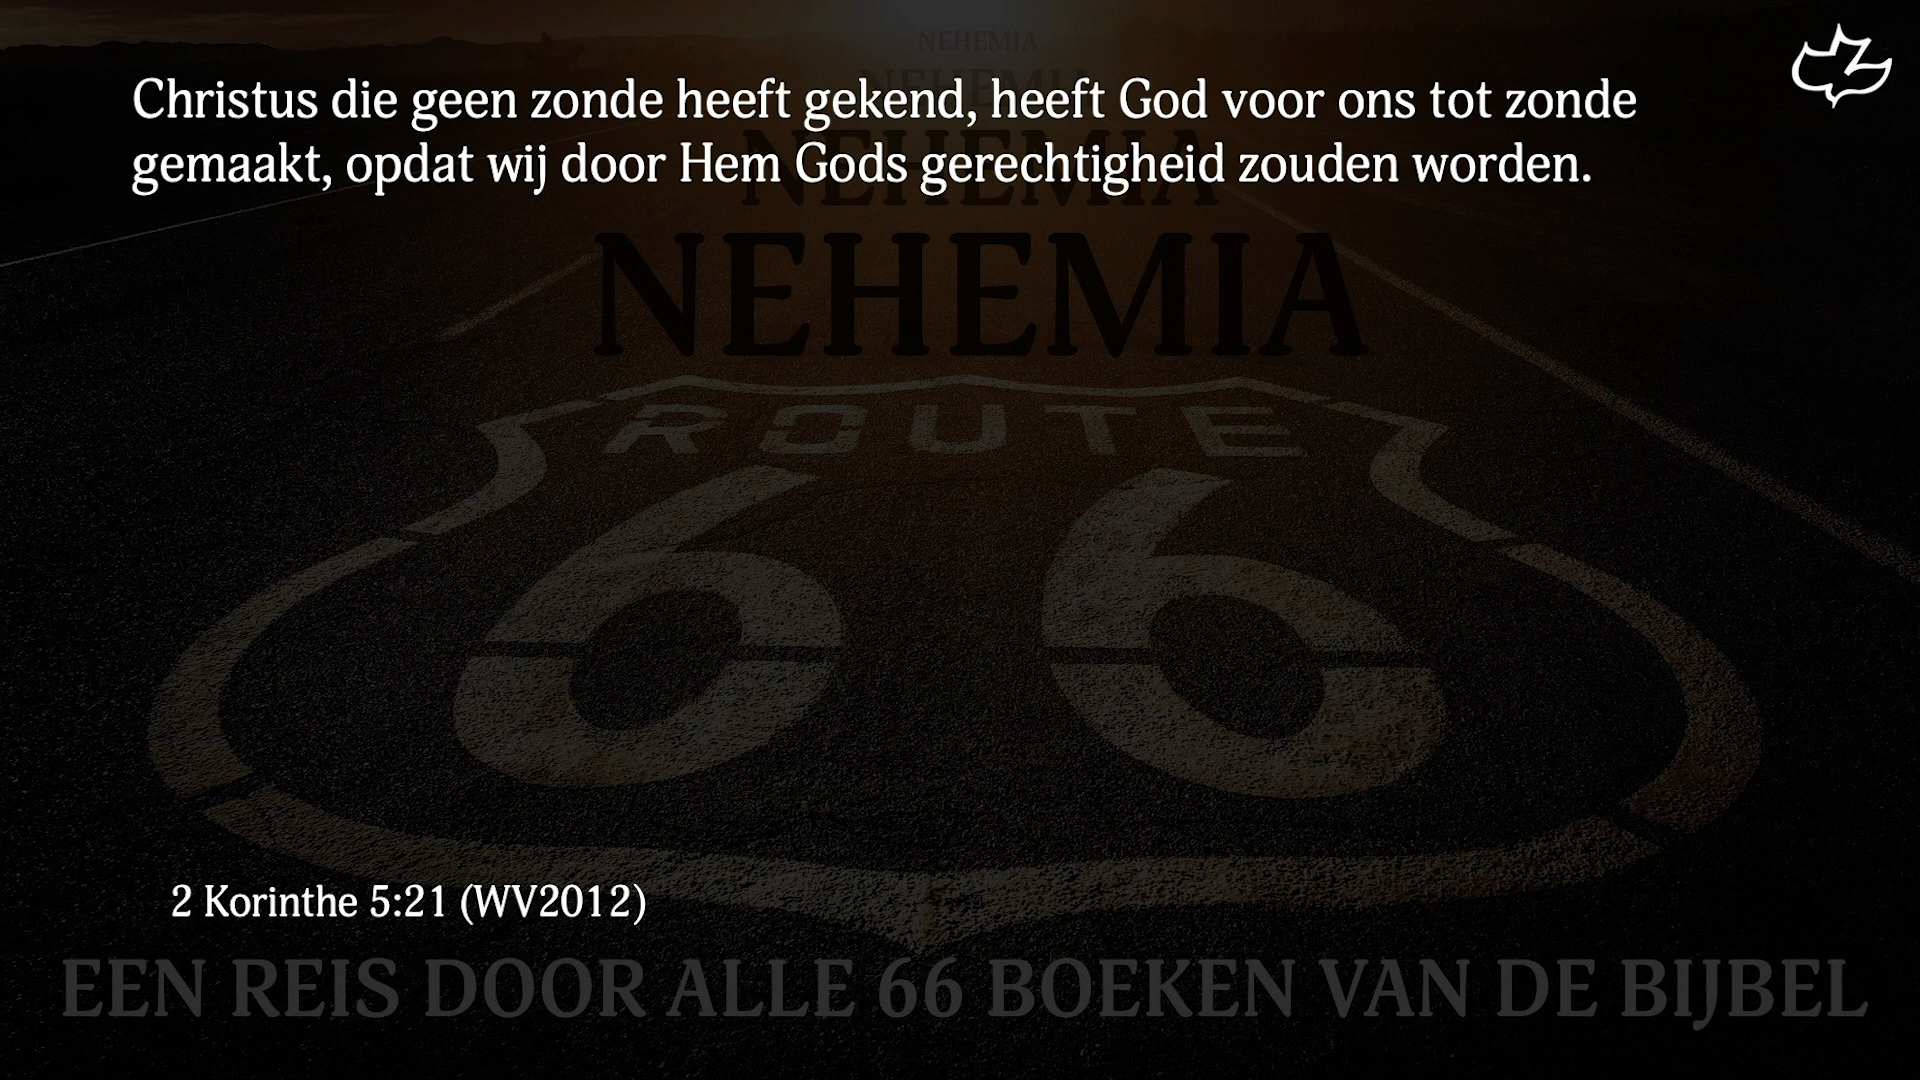 NEHEMIA
NEHEMIA
Christus die geen zonde heeft gekend, heeft God voor ons tot zonde
gemaakt, opdat wij door Hem Gods gerechtigheid zouden worden.
NEHEMIA
NEHEMIA
ROUTE
66
2 Korinthe 5:21 (WV2012)
EEN REIS DOOR ALLE 66 BOEKEN VAN DE BIJBEL